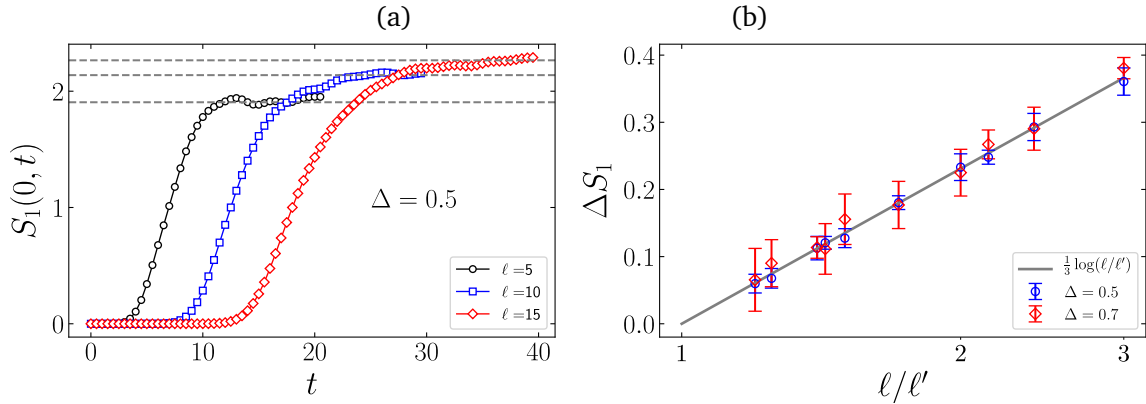 (a)
S₁(0, t)
2
1
0
0
10
20
30
40
t
Δ = 0.5
ℓ =5
ℓ =10
ℓ =15
(b)
ΔS₁
0.4
0.3
0.2
0.1
0.0
1
2
3
ℓ/ℓ′
1/3 log(ℓ/ℓ′)
Δ = 0.5
Δ = 0.7